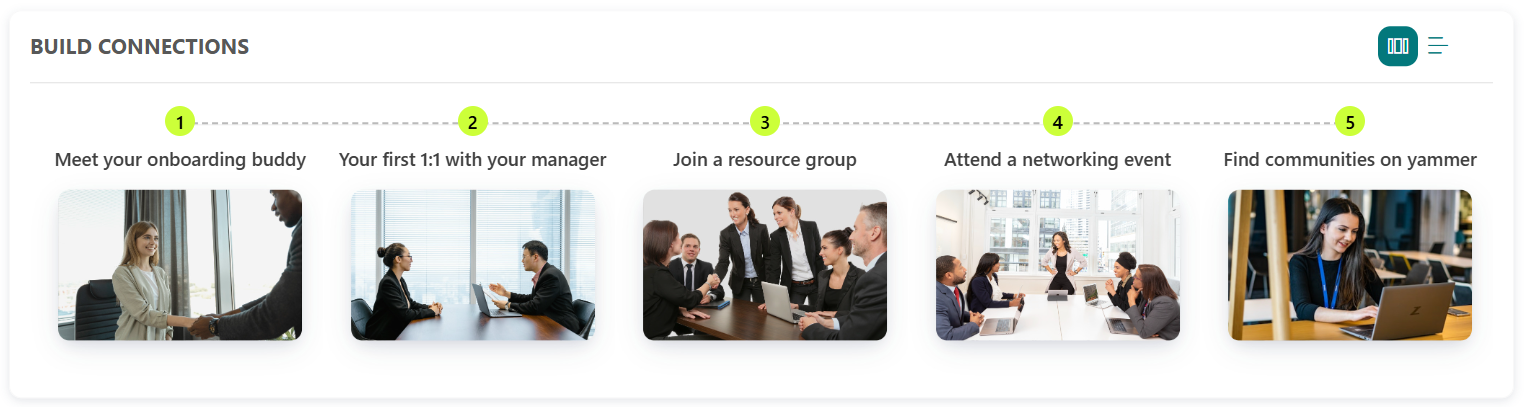 BUILD CONNECTIONS
1
2
3
4
5
Meet your onboarding buddy
Your first 1:1 with your manager
Join a resource group
Attend a networking event
Find communities on yammer